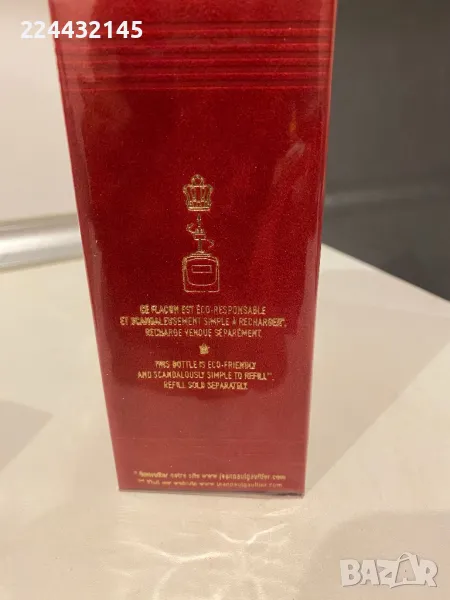 224432145
CE FLACON EST ÉCO-RESPONSABLE
ET SCANDALEUSEMENT SIMPLE À RECHARGER*.
RECHARGE VENDUE SÉPARÉMENT.
THIS BOTTLE IS ECO-FRIENDLY
AND SCANDALOUSLY SIMPLE TO REFILL**.
REFILL SOLD SEPARATELY.
* Consulter notre site www.jeanpaulgaultier.com
** Visit our website www.jeanpaulgaultier.com
BAZAR